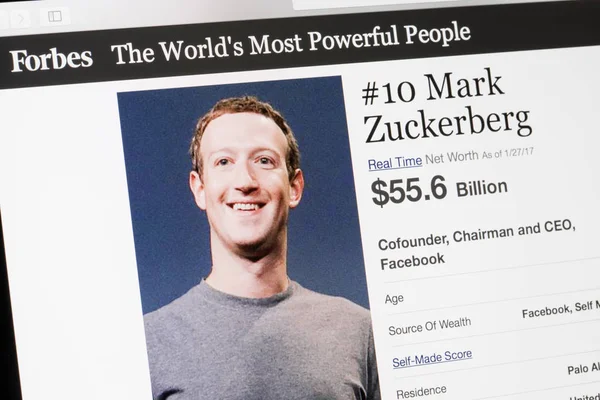 Forbes The World's Most Powerful People
#10 Mark
Zuckerberg
Real Time Net Worth As of 1/27/17
$55.6 Billion
Cofounder, Chairman and CEO,
Facebook
Age
Source Of Wealth Facebook, Self
Self-Made Score
Residence Palo